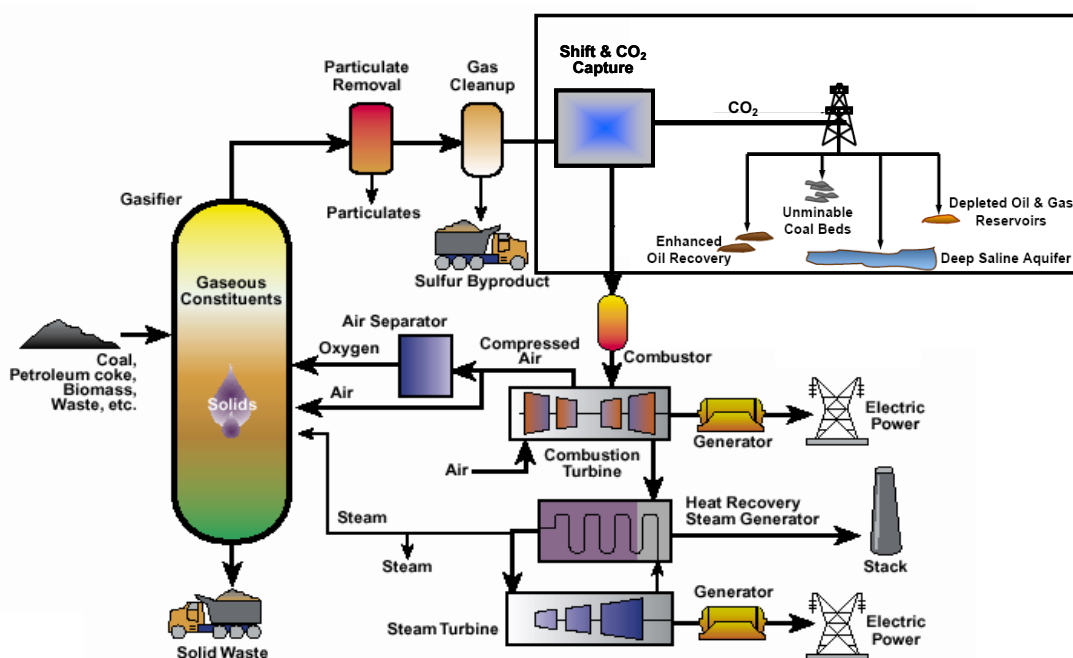 Shift & CO₂
Capture
Particulate
Removal
Gas
Cleanup
CO₂
Gasifier
Particulates
Unminable
Coal Beds
Depleted Oil & Gas
Reservoirs
Enhanced
Oil Recovery
Deep Saline Aquifer
Sulfur Byproduct
Gaseous
Constituents
Air Separator
Oxygen
Compressed
Air
Combustor
Coal,
Petroleum coke,
Biomass,
Waste, etc.
Solids
Air
Generator
Electric
Power
Air
Combustion
Turbine
Steam
Heat Recovery
Steam Generator
Steam
Stack
Generator
Steam Turbine
Electric
Power
Solid Waste